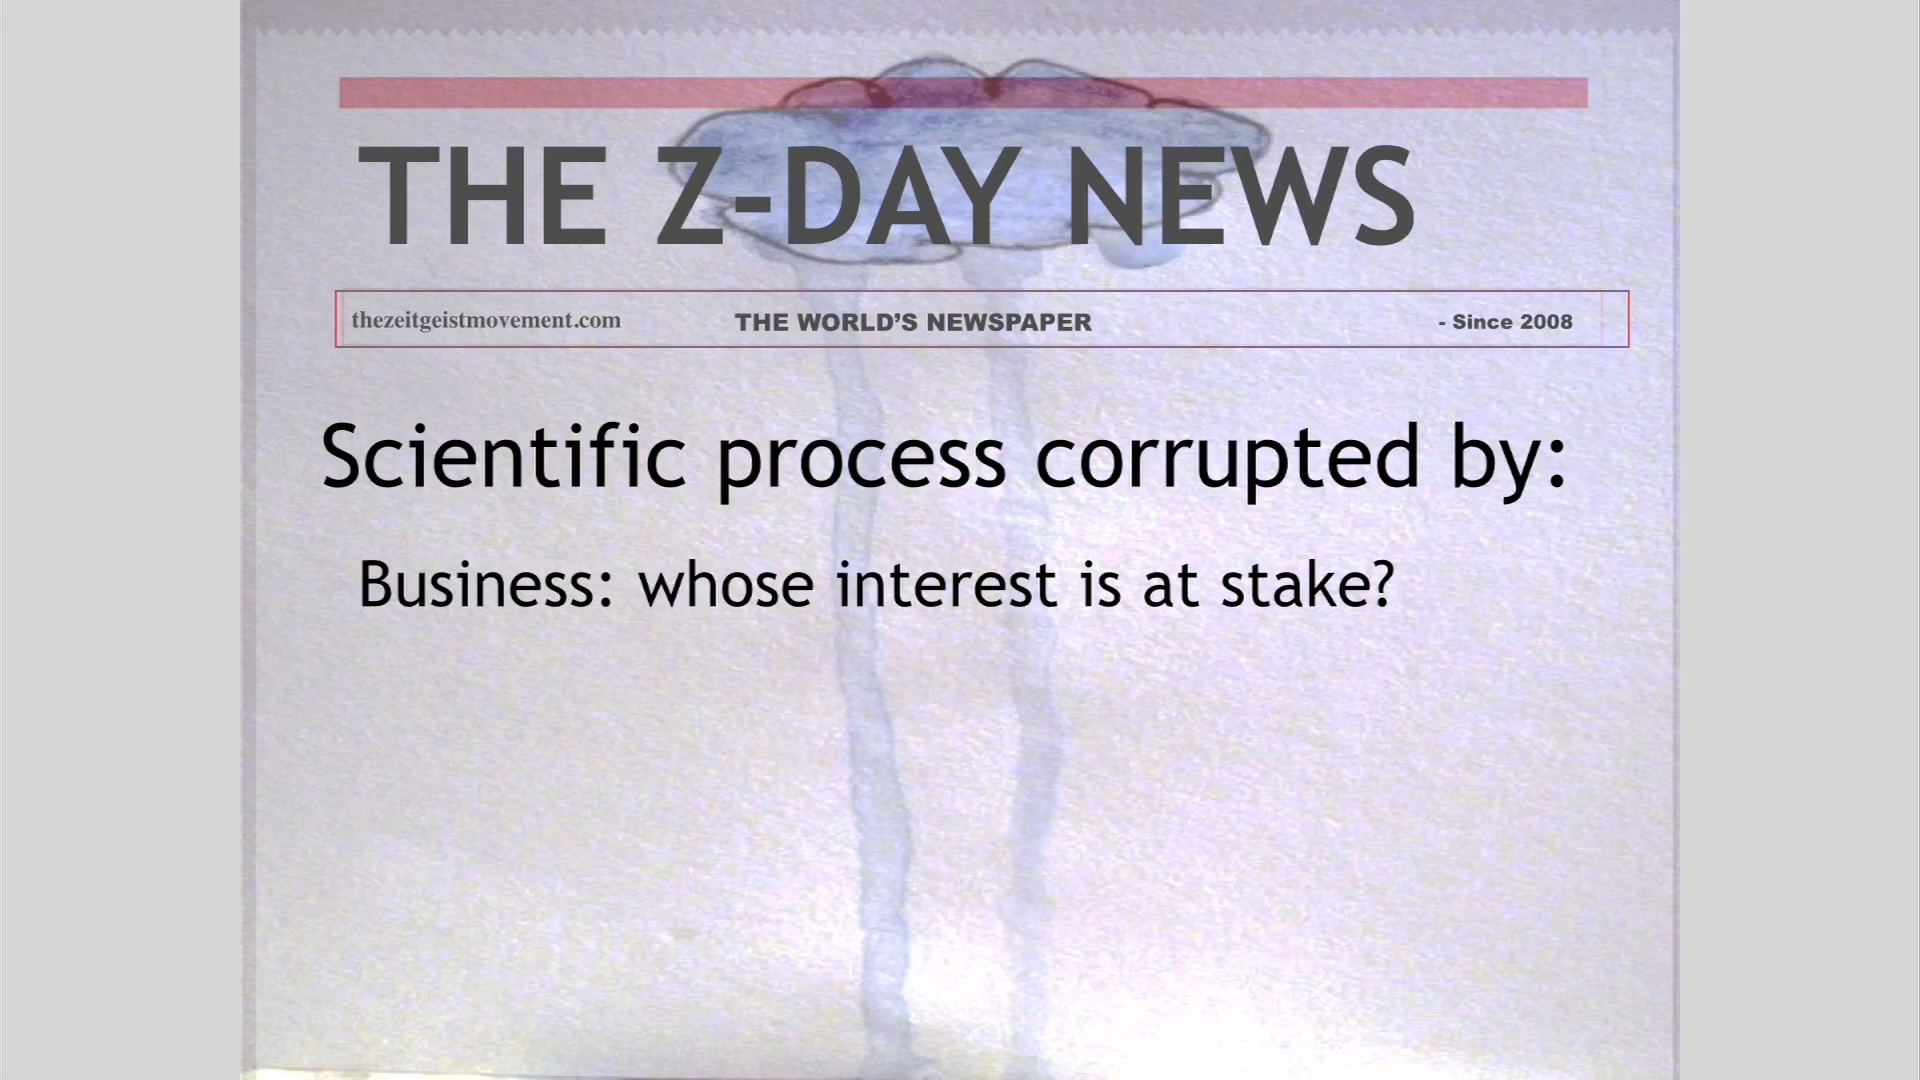 THE Z-DAY NEWS
thezeitgeistmovement.com THE WORLD’S NEWSPAPER - Since 2008
Scientific process corrupted by:
Business: whose interest is at stake?